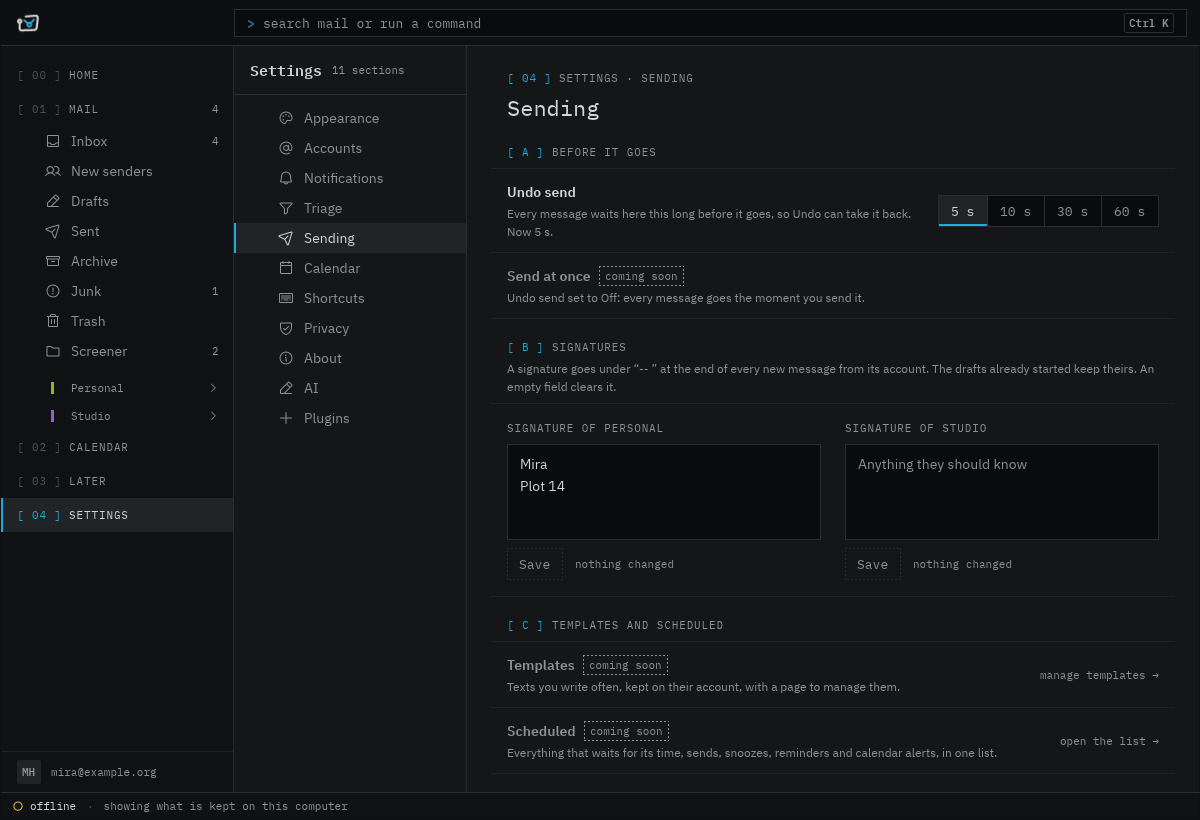 > search mail or run a command
Ctrl K
[ 00 ] HOME
[ 01 ] MAIL 4
Inbox 4
New senders
Drafts
Sent
Archive
Junk 1
Trash
Screener 2
Personal
Studio
[ 02 ] CALENDAR
[ 03 ] LATER
[ 04 ] SETTINGS
MH mira@example.org
Settings 11 sections
Appearance
Accounts
Notifications
Triage
Sending
Calendar
Shortcuts
Privacy
About
AI
Plugins
[ 04 ] SETTINGS · SENDING
Sending
[ A ] BEFORE IT GOES
Undo send
Every message waits here this long before it goes, so Undo can take it back.
Now 5 s.
5 s 10 s 30 s 60 s
Send at once coming soon
Undo send set to Off: every message goes the moment you send it.
[ B ] SIGNATURES
A signature goes under “-- ” at the end of every new message from its account. The drafts already started keep theirs. An
empty field clears it.
SIGNATURE OF PERSONAL
Mira
Plot 14
Save nothing changed
SIGNATURE OF STUDIO
Anything they should know
Save nothing changed
[ C ] TEMPLATES AND SCHEDULED
Templates coming soon
Texts you write often, kept on their account, with a page to manage them.
manage templates →
Scheduled coming soon
Everything that waits for its time, sends, snoozes, reminders and calendar alerts, in one list.
open the list →
offline · showing what is kept on this computer